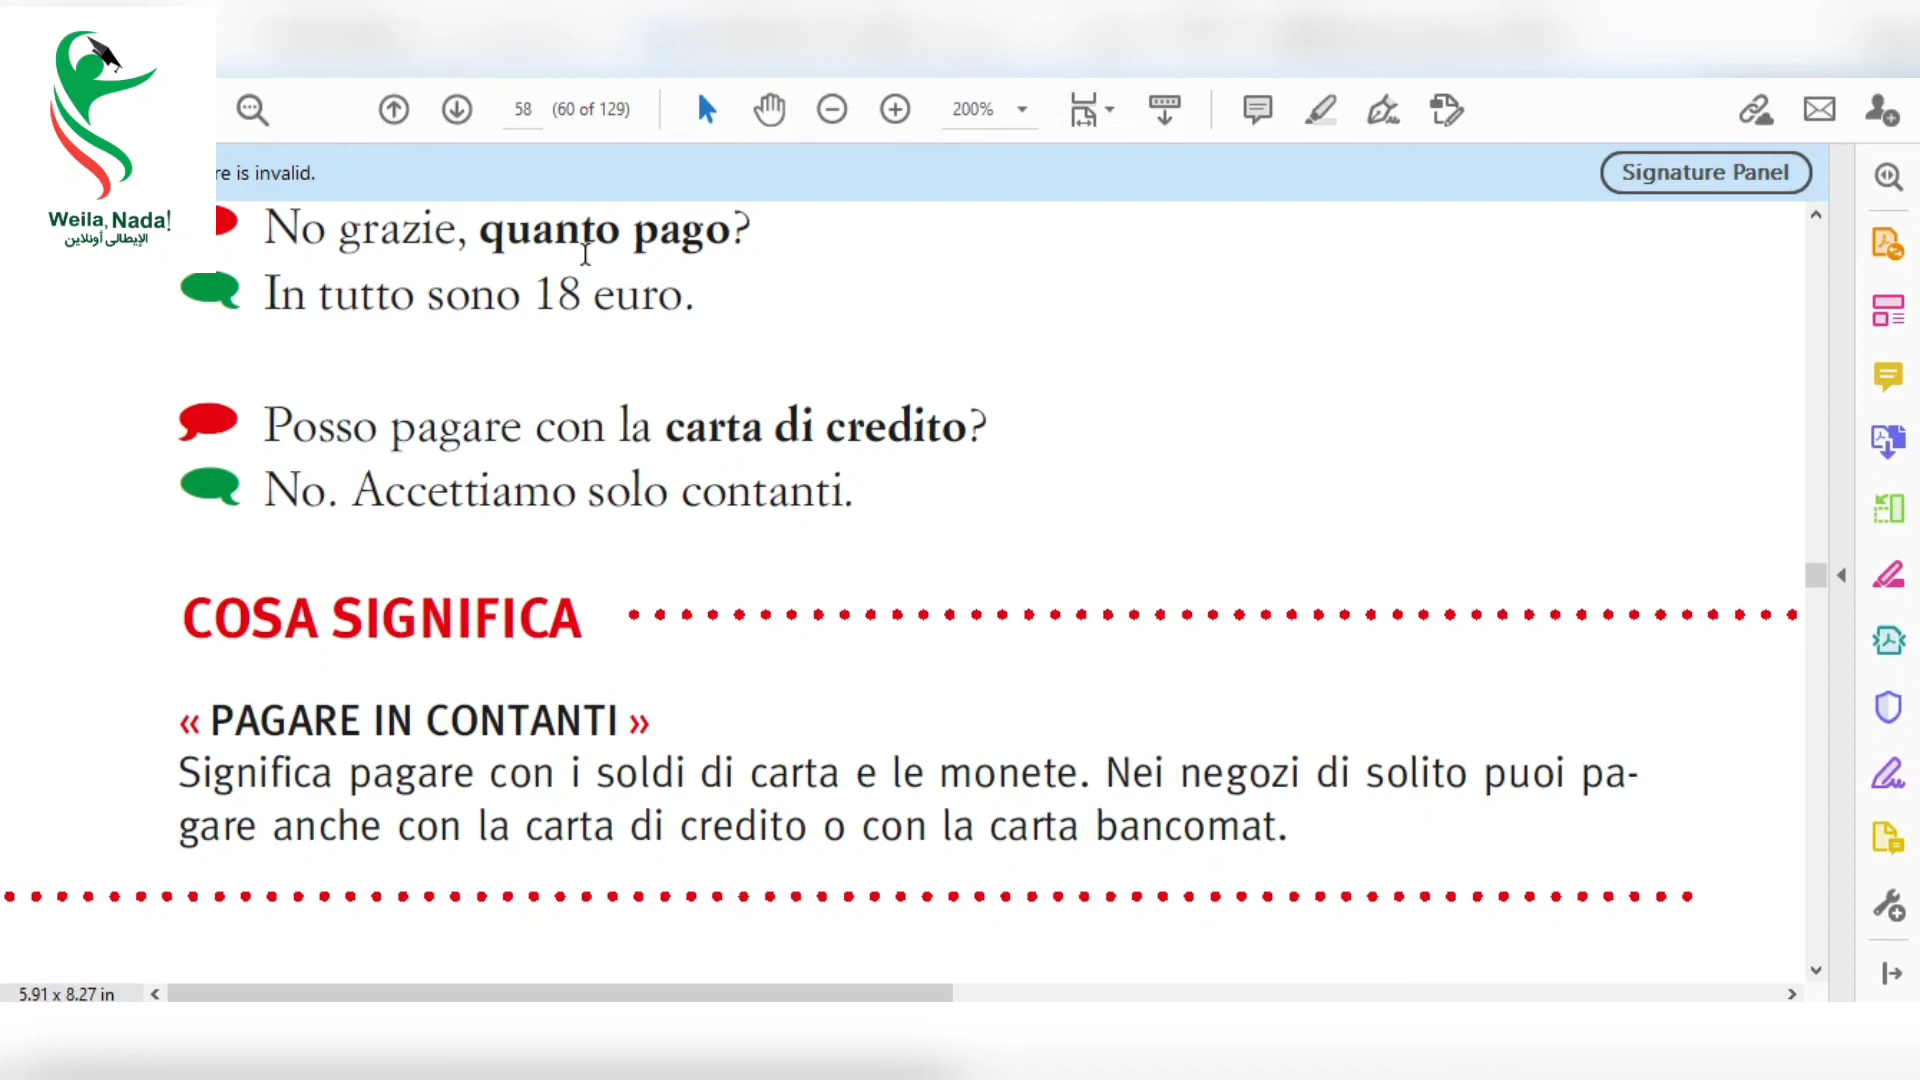 Weila, Nada!
الإيطالى أونلاين
58 (60 of 129)
200%
re is invalid.
Signature Panel
No grazie, quanto pago?
In tutto sono 18 euro.
Posso pagare con la carta di credito?
No. Accettiamo solo contanti.
COSA SIGNIFICA
« PAGARE IN CONTANTI »
Significa pagare con i soldi di carta e le monete. Nei negozi di solito puoi pa-
gare anche con la carta di credito o con la carta bancomat.
5.91 x 8.27 in